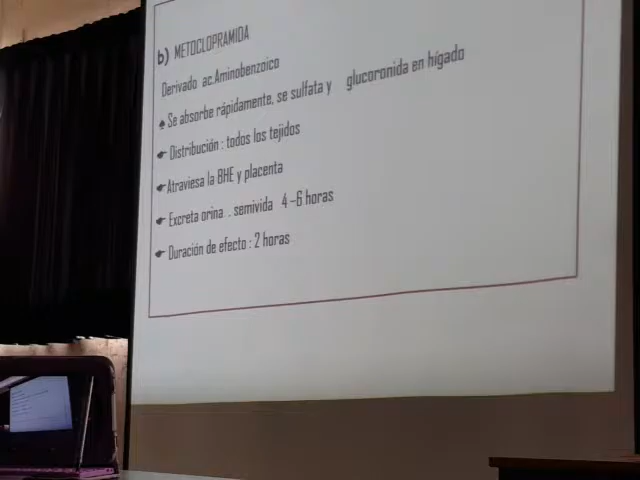 b) METOCLOPRAMIDA
Derivado ac.Aminobenzoico
♠ Se absorbe rápidamente, se sulfata y glucoronida en hígado
☛ Distribución : todos los tejidos
☛ Atraviesa la BHE y placenta
☛ Excreta orina . semivida 4 –6 horas
☛ Duración de efecto : 2 horas